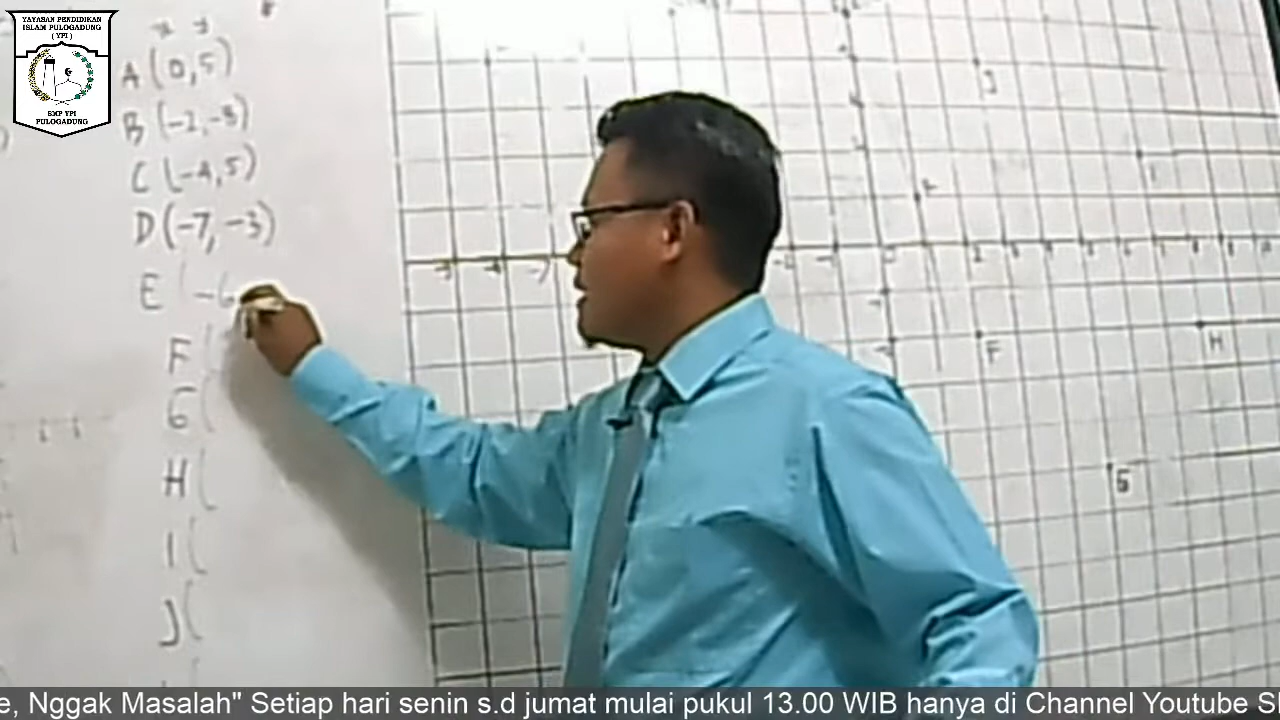 YAYASAN PENDIDIKAN
ISLAM PULOGADUNG
( YPI )
SMP YPI
PULOGADUNG
x y
A (0,5)
B (-2,-3)
C (-4,5)
D (-7,-3)
E (-6
F (
G (
H (
I (
J (
J
F
H
e, Nggak Masalah" Setiap hari senin s.d jumat mulai pukul 13.00 WIB hanya di Channel Youtube S